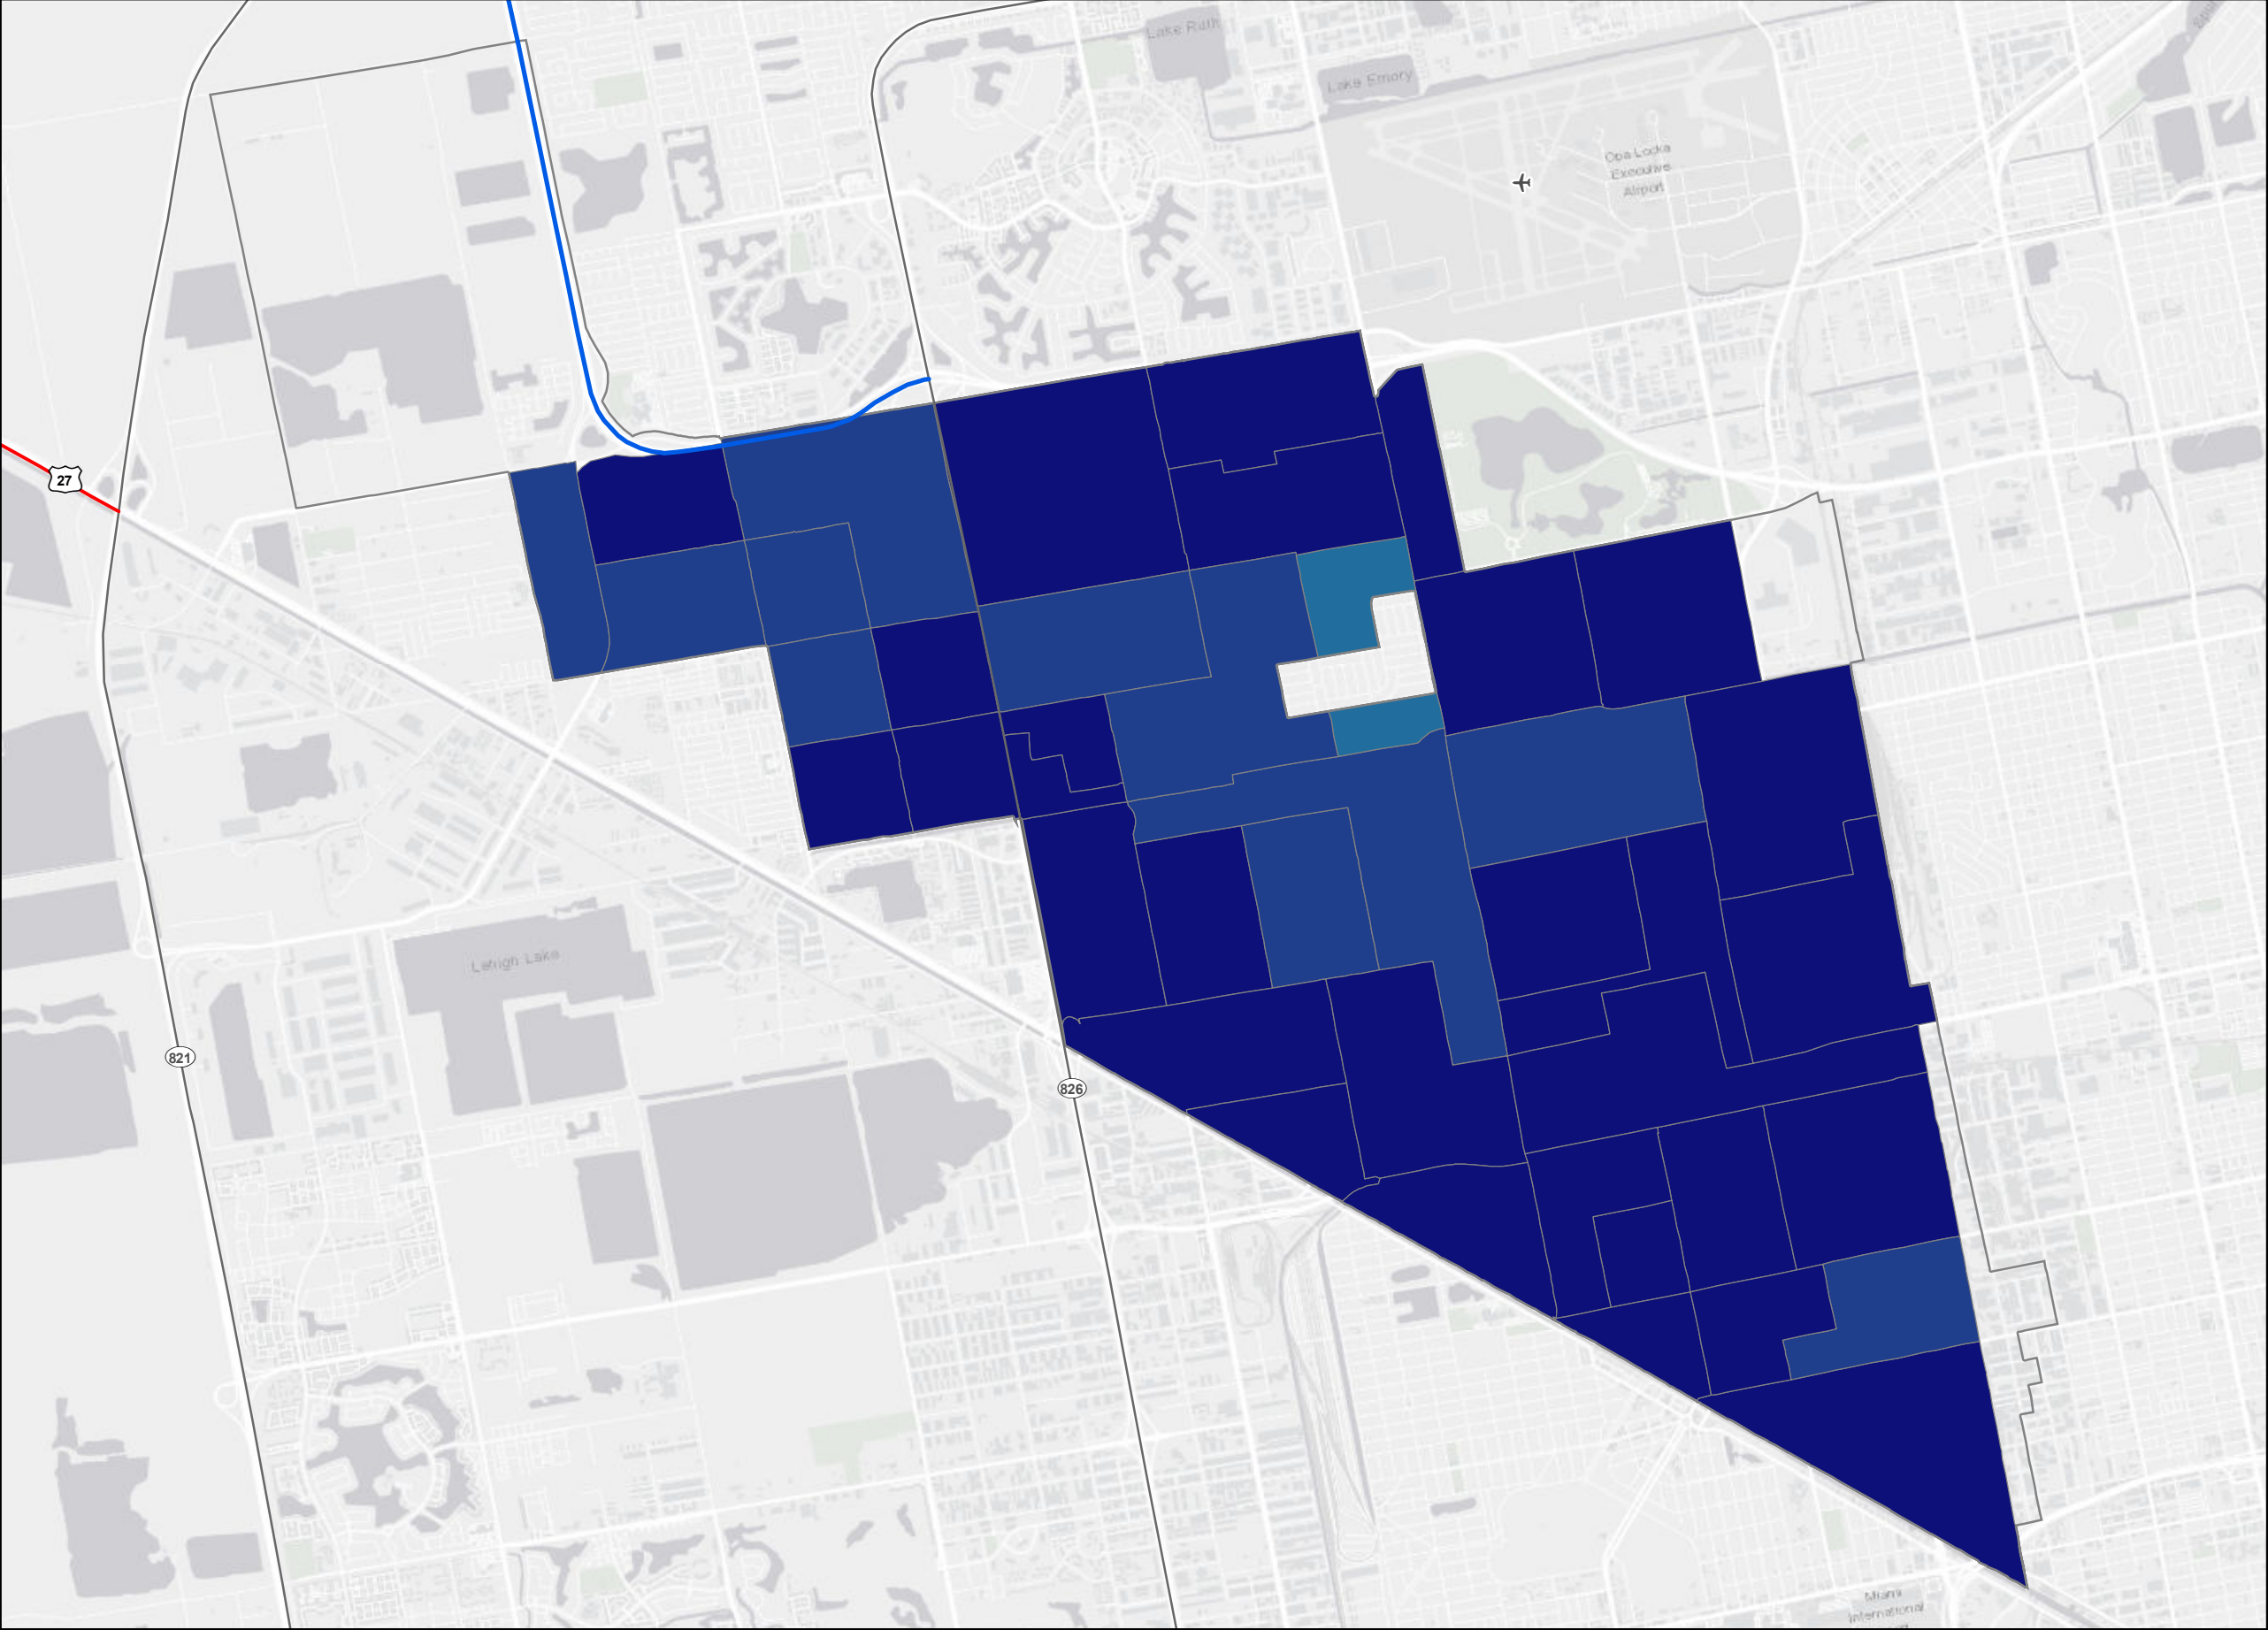 Lake Ruth
Lake Emory
Opa Locka
Executive
Airport
27
Lehigh Lake
821
826
Miami
International